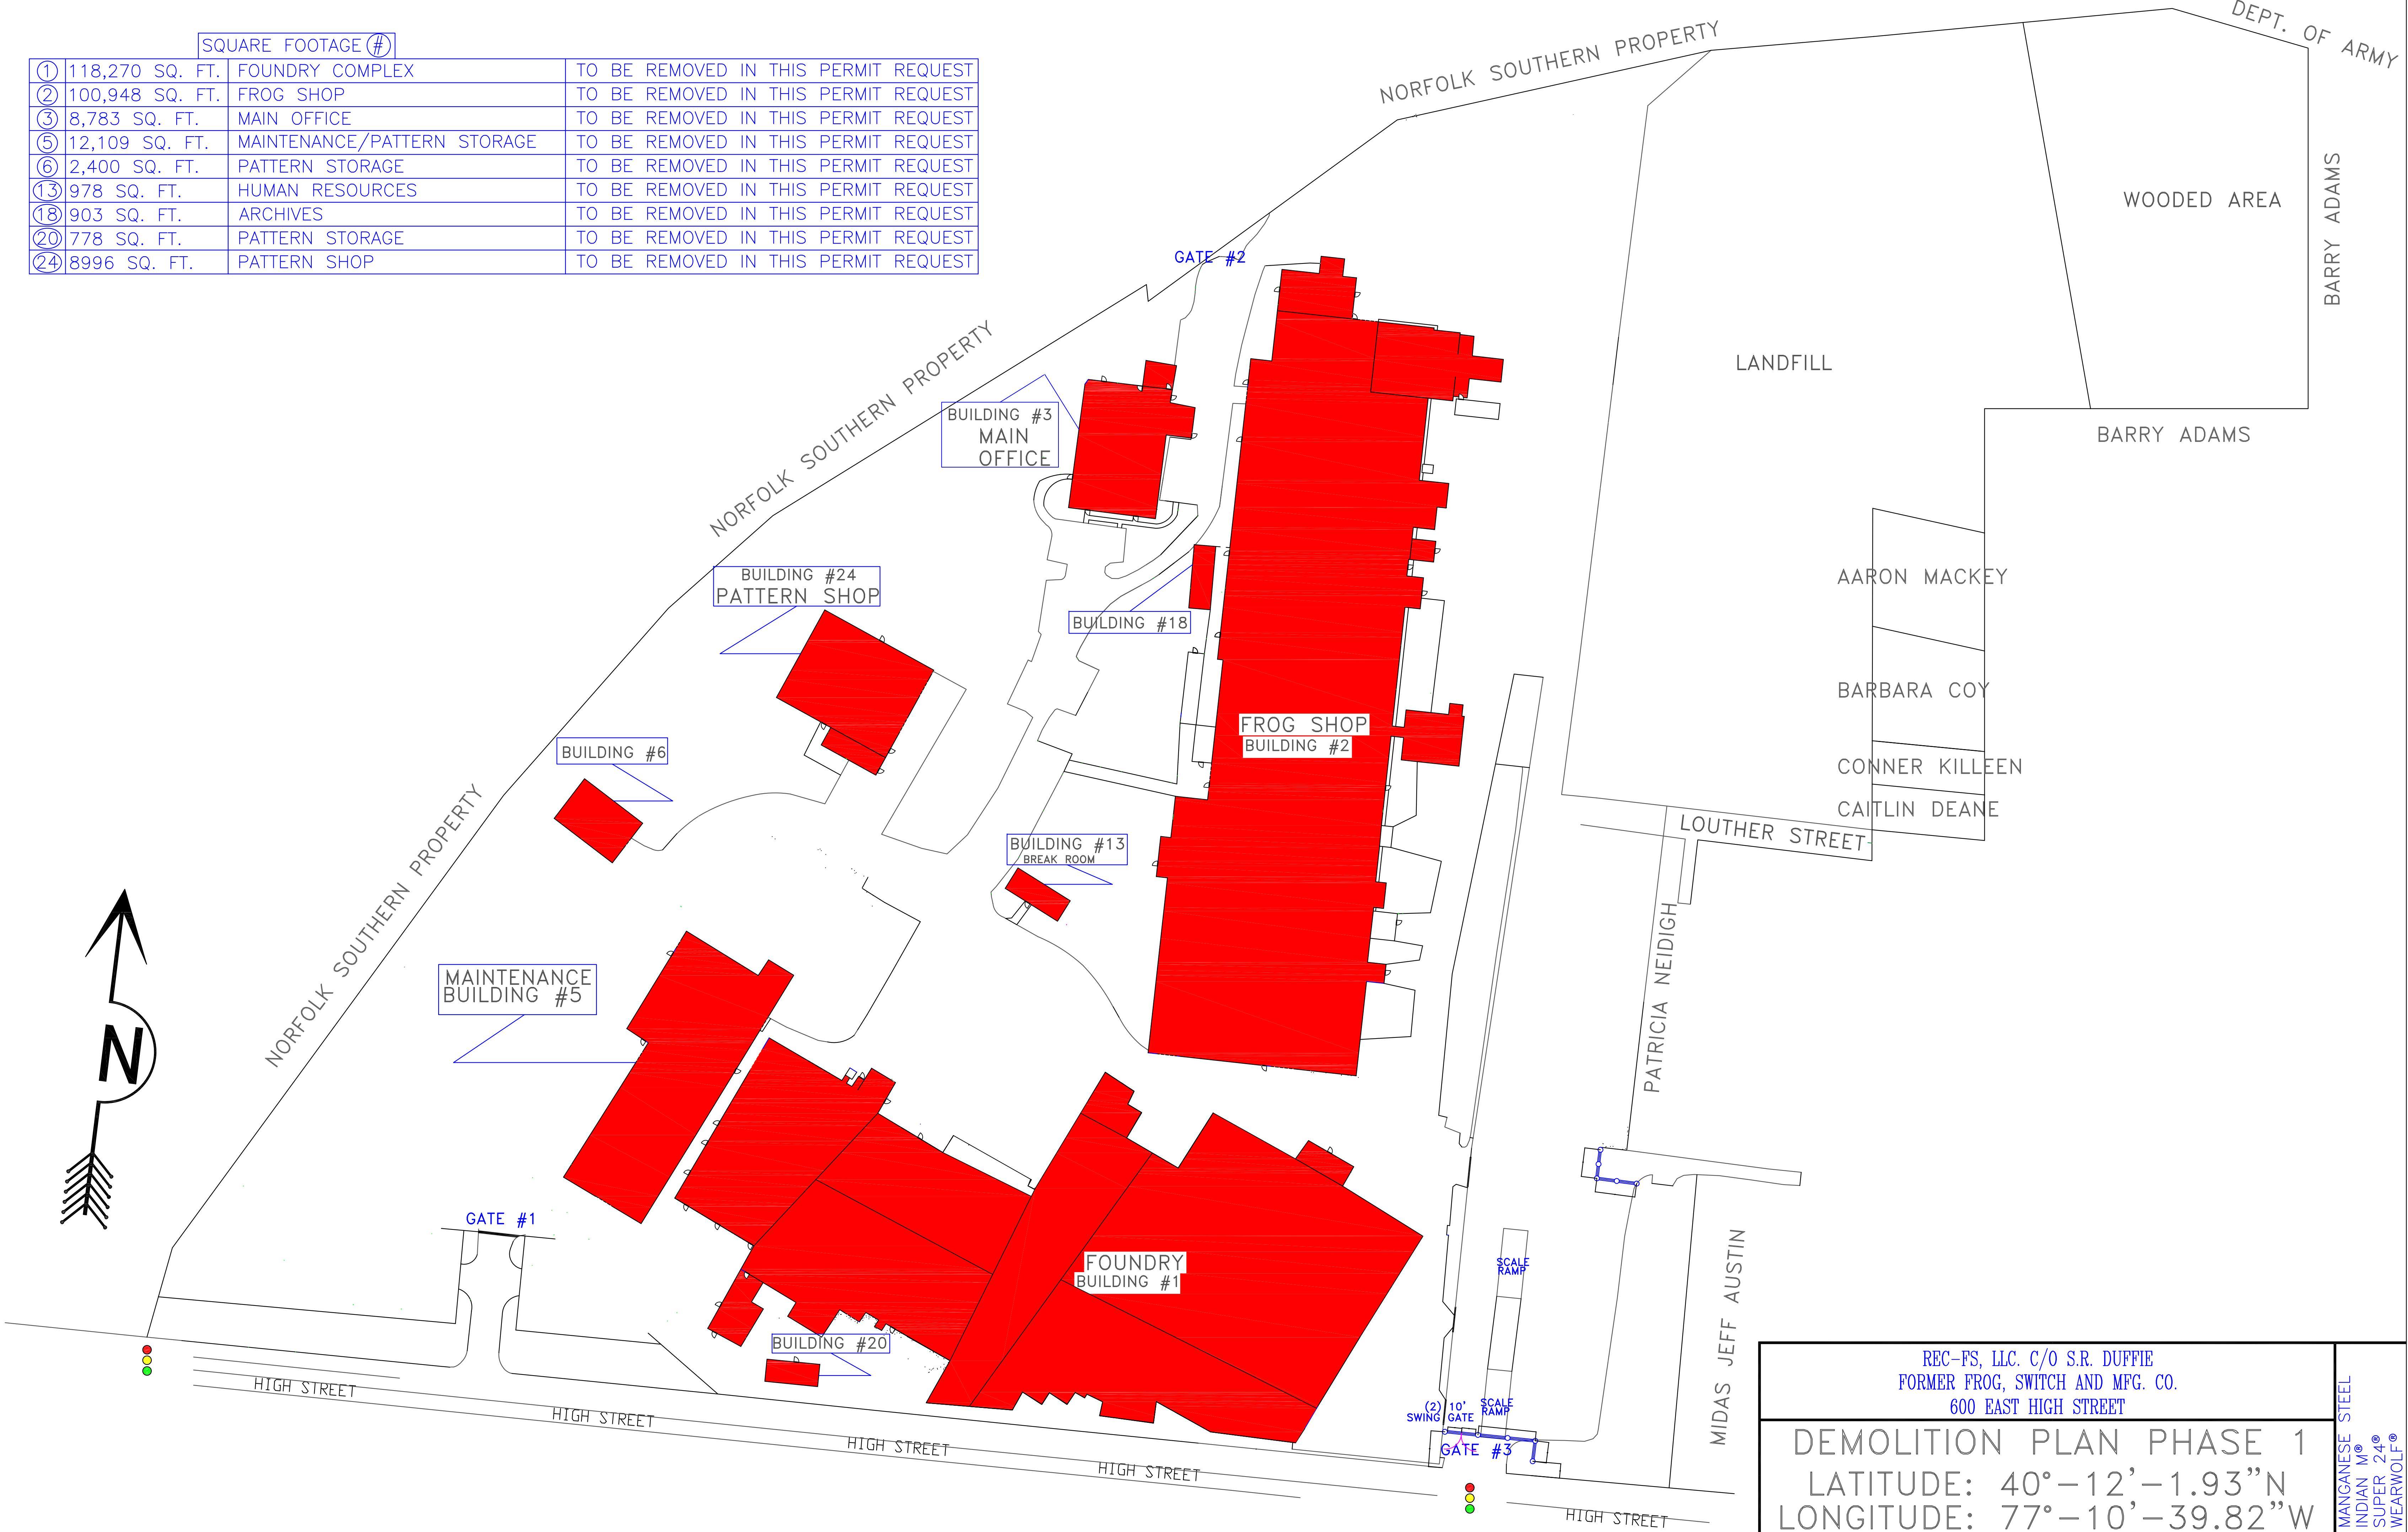 SQUARE FOOTAGE #
1 118,270 SQ. FT. FOUNDRY COMPLEX TO BE REMOVED IN THIS PERMIT REQUEST
2 100,948 SQ. FT. FROG SHOP TO BE REMOVED IN THIS PERMIT REQUEST
3 8,783 SQ. FT. MAIN OFFICE TO BE REMOVED IN THIS PERMIT REQUEST
5 12,109 SQ. FT. MAINTENANCE/PATTERN STORAGE TO BE REMOVED IN THIS PERMIT REQUEST
6 2,400 SQ. FT. PATTERN STORAGE TO BE REMOVED IN THIS PERMIT REQUEST
13 978 SQ. FT. HUMAN RESOURCES TO BE REMOVED IN THIS PERMIT REQUEST
18 903 SQ. FT. ARCHIVES TO BE REMOVED IN THIS PERMIT REQUEST
20 778 SQ. FT. PATTERN STORAGE TO BE REMOVED IN THIS PERMIT REQUEST
24 8996 SQ. FT. PATTERN SHOP TO BE REMOVED IN THIS PERMIT REQUEST
DEPT. OF ARMY
NORFOLK SOUTHERN PROPERTY
WOODED AREA
BARRY ADAMS
GATE #2
LANDFILL
NORFOLK SOUTHERN PROPERTY
BUILDING #3
MAIN
OFFICE
BARRY ADAMS
BUILDING #24
PATTERN SHOP
AARON MACKEY
BUILDING #18
BARBARA COY
FROG SHOP
BUILDING #2
BUILDING #6
CONNER KILLEEN
CAITLIN DEANE
LOUTHER STREET
BUILDING #13
BREAK ROOM
NORFOLK SOUTHERN PROPERTY
MAINTENANCE
BUILDING #5
PATRICIA NEIDIGH
N
GATE #1
FOUNDRY
BUILDING #1
SCALE
RAMP
MIDAS JEFF AUSTIN
BUILDING #20
HIGH STREET
HIGH STREET
HIGH STREET
HIGH STREET
HIGH STREET
(2) 10'
SWING GATE
SCALE
RAMP
GATE #3
REC-FS, LLC. C/O S.R. DUFFIE
FORMER FROG, SWITCH AND MFG. CO.
600 EAST HIGH STREET
DEMOLITION PLAN PHASE 1
LATITUDE: 40°-12'-1.93"N
LONGITUDE: 77°-10'-39.82"W
MANGANESE STEEL
INDIAN M®
SUPER 24®
WEARWOLF®